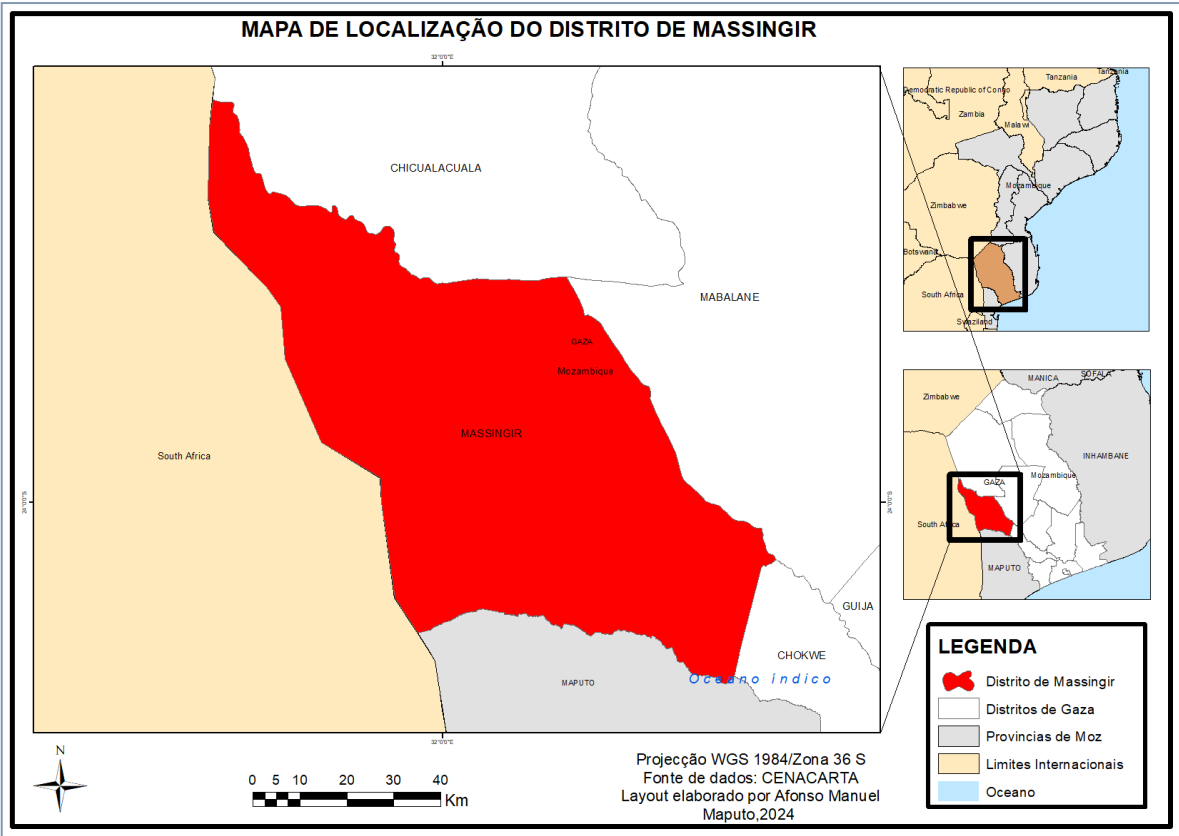 MAPA DE LOCALIZAÇÃO DO DISTRITO DE MASSINGIR
32°0'0"E
CHICUALACUALA
MABALANE
GAZA
Mozambique
MASSINGIR
South Africa
24°0'0"S
24°0'0"S
GUIJA
CHOKWE
MAPUTO
Oceano índico
32°0'0"E
N
0 5 10 20 30 40
Km
Projecção WGS 1984/Zona 36 S
Fonte de dados: CENACARTA
Layout elaborado por Afonso Manuel
Maputo,2024
Tanzania
Tanzania
Democratic Republic of Congo
Zambia
Malawi
Mozambique
Zimbabwe
Botswana
South Africa
Swaziland
MANICA
SOFALA
Zimbabwe
INHAMBANE
Mozambique
GAZA
South Africa
MAPUTO
LEGENDA
Distrito de Massingir
Distritos de Gaza
Provincias de Moz
Limites Internacionais
Oceano